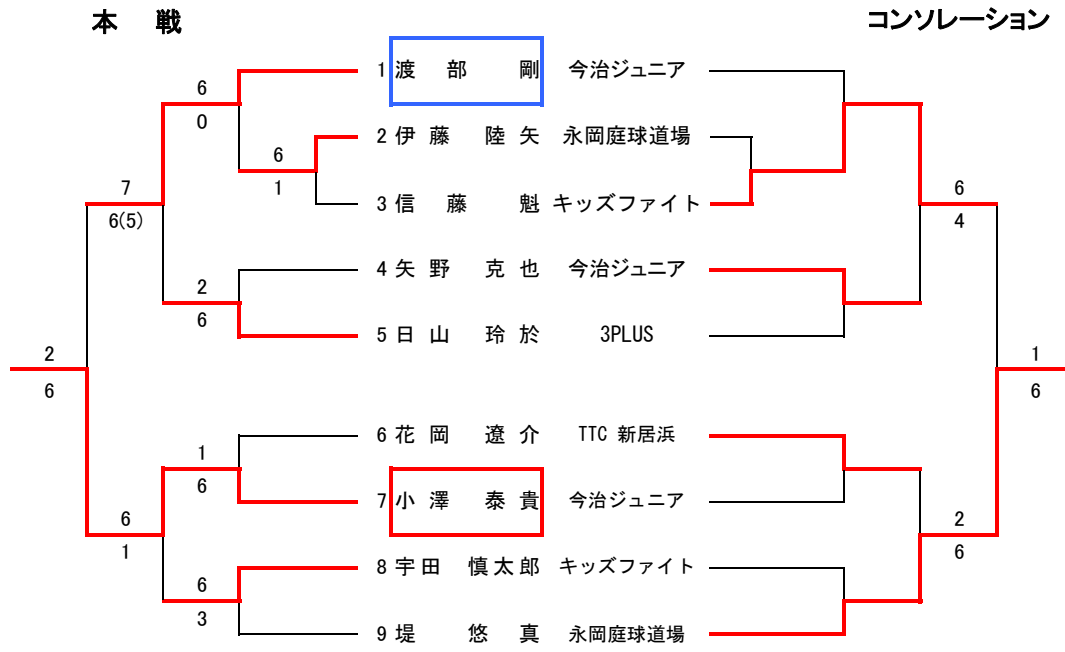 本 戦 コンソレーション
1 渡 部 剛 今治ジュニア
6
0
2 伊 藤 陸 矢 永岡庭球道場
6
1
7 6
3 信 藤 魁 キッズファイト
6(5) 4
4 矢 野 克 也 今治ジュニア
2
6
5 日 山 玲 於 3PLUS
2 1
6 6
6 花 岡 遼 介 TTC 新居浜
1
6
7 小 澤 泰 貴 今治ジュニア
6 2
1 6
8 宇 田 慎 太 郎 キッズファイト
6
3
9 堤 悠 真 永岡庭球道場